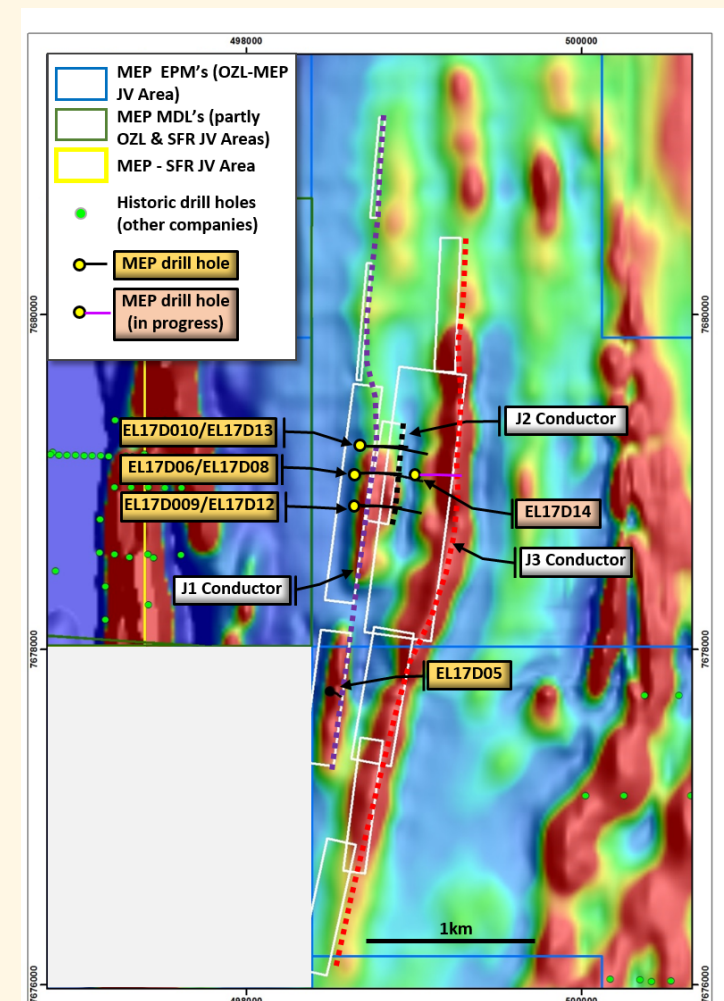 498000
500000
MEP EPM's (OZL-MEP
JV Area)
MEP MDL's (partly
OZ & SFR JV Areas)
MEP - SFR JV Area
Historic drill holes
(other companies)
MEP drill hole
MEP drill hole
(in progress)
7680000
7680000
EL17D010/EL17D13
J2 Conductor
EL17D06/EL17D08
EL17D009/EL17D12
EL17D14
J3 Conductor
J1 Conductor
7678000
7678000
EL17D05
1km
7676000
7676000
498000
500000